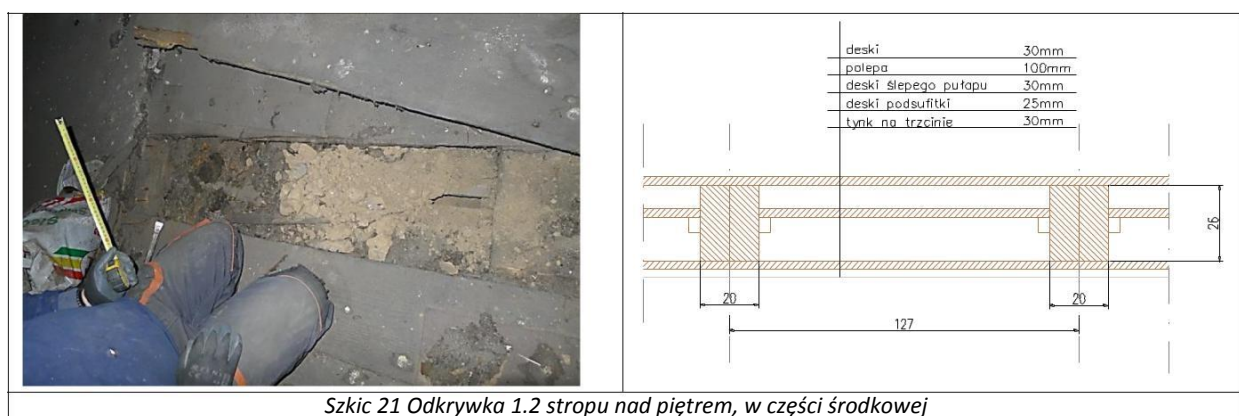 deski 30mm
polepa 100mm
deski ślepego pułapu 30mm
deski podsufitki 25mm
tynk na trzcinie 30mm
26
20 20
127
Szkic 21 Odkrywka 1.2 stropu nad piętrem, w części środkowej